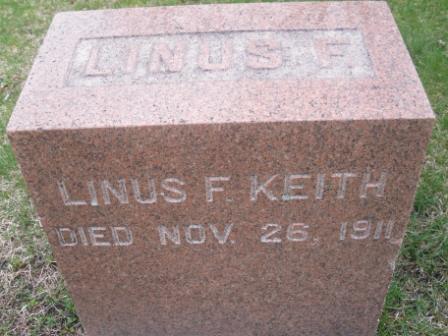 LINUS F.
LINUS F. KEITH
DIED NOV. 26, 1911